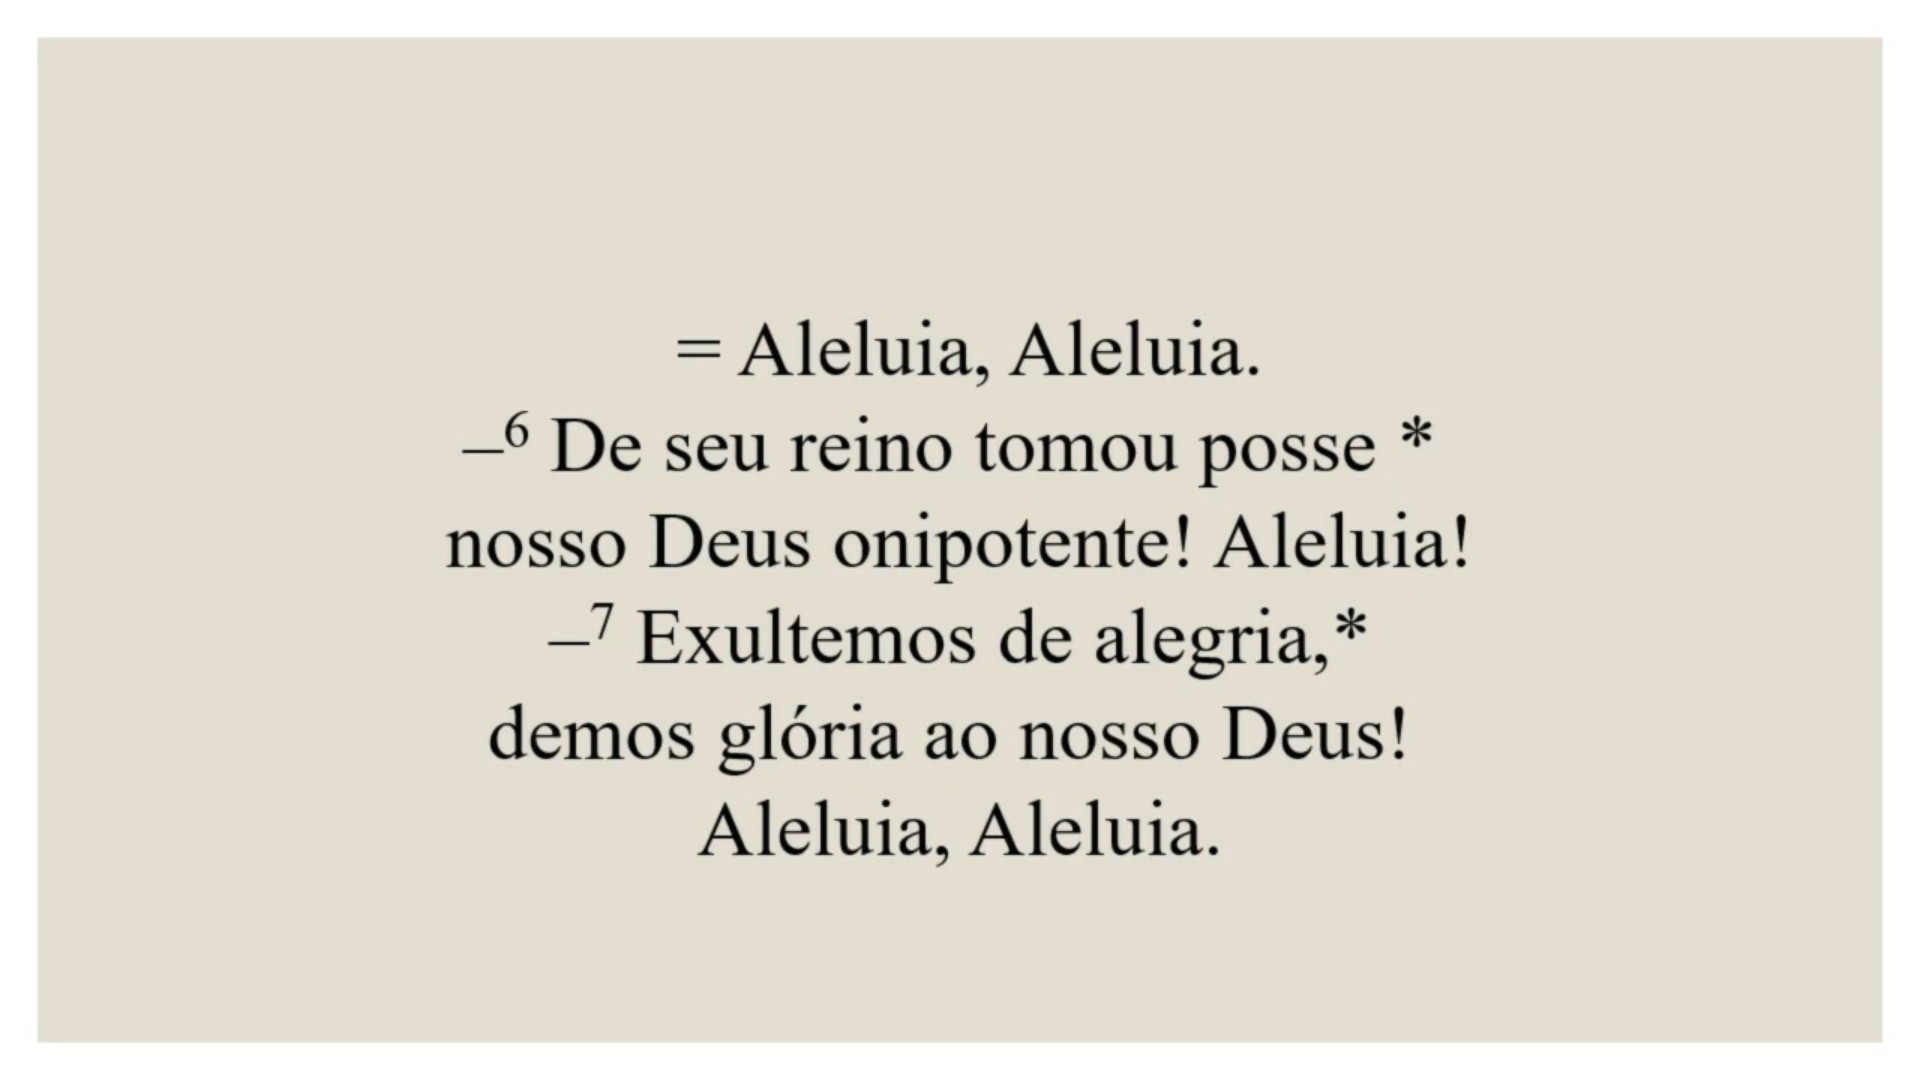 = Aleluia, Aleluia.
–⁶ De seu reino tomou posse *
nosso Deus onipotente! Aleluia!
–⁷ Exultemos de alegria,*
demos glória ao nosso Deus!
Aleluia, Aleluia.